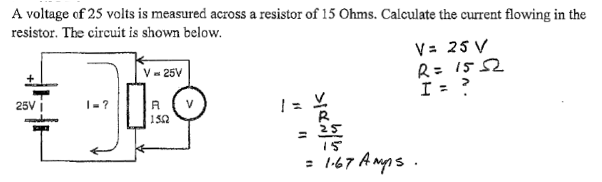 A voltage of 25 volts is measured across a resistor of 15 Ohms. Calculate the current flowing in the
resistor. The circuit is shown below.
V = 25V
+
25V
I = ?
R
15Ω
V
V = 25 V
R = 15 Ω
I = ?
I = V
R
= 25
15
= 1.67 Amps.